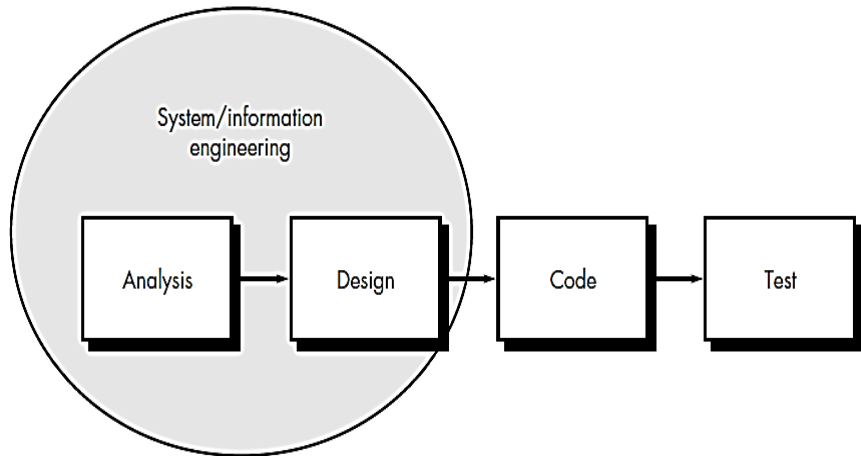 System/information
engineering
Analysis
Design
Code
Test